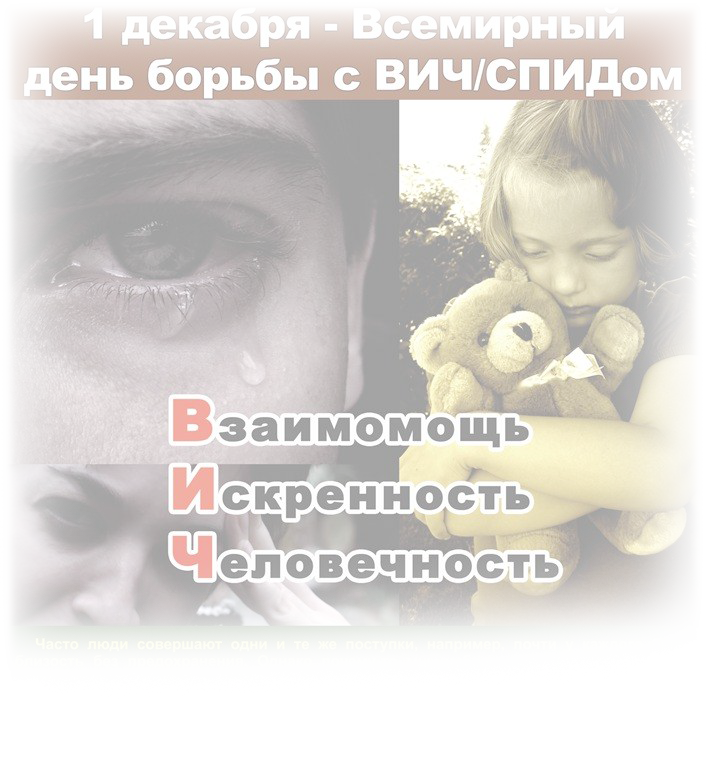 1 декабря - Всемирный
день борьбы с ВИЧ/СПИДом
Взаимомощь
Искренность
Человечность
Часто люди совершают одни и те же поступки,